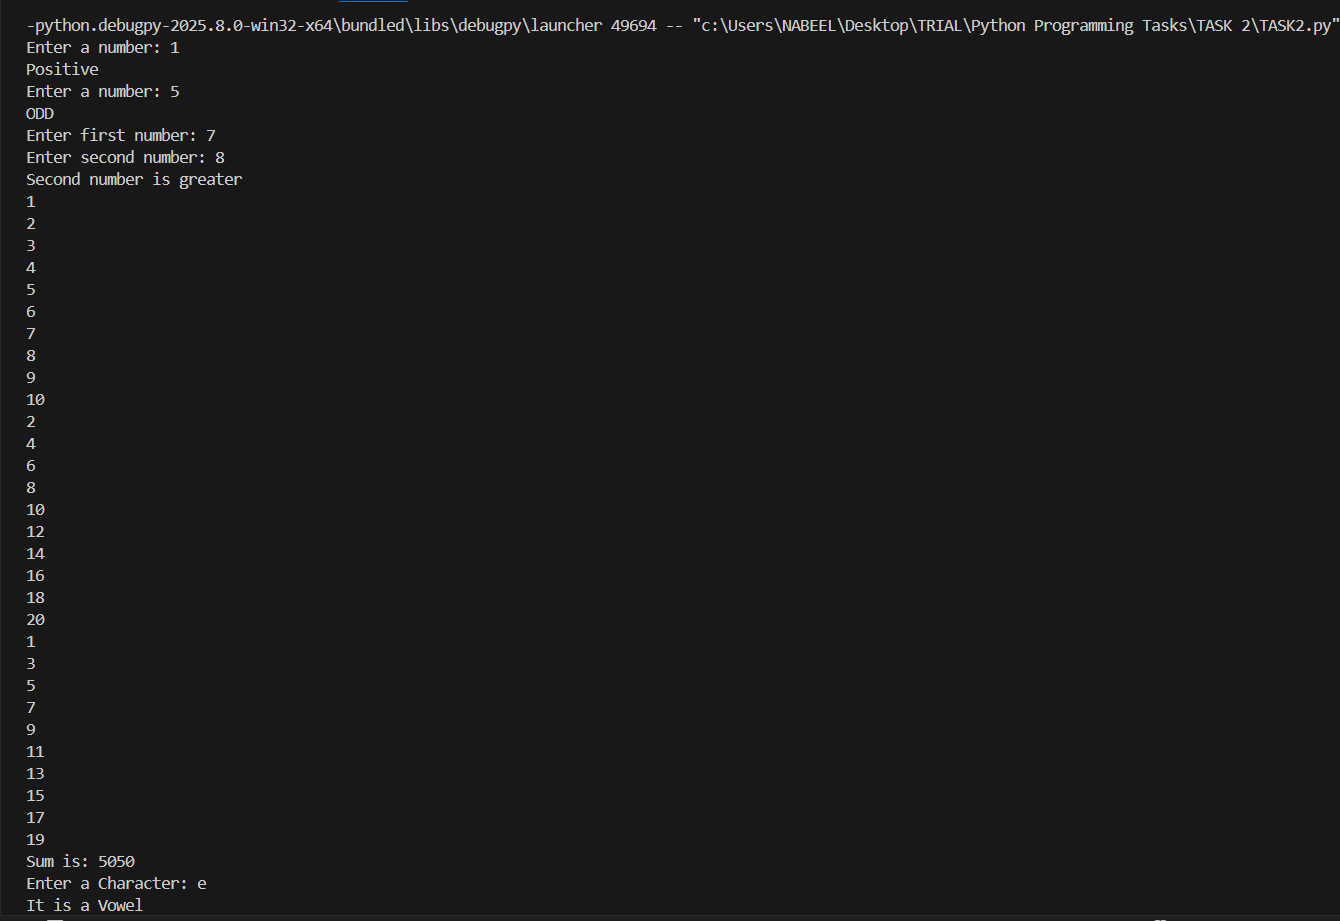 -python.debugpy-2025.8.0-win32-x64\bundled\libs\debugpy\launcher 49694 -- "c:\Users\NABEEL\Desktop\TRIAL\Python Programming Tasks\TASK 2\TASK2.py"
Enter a number: 1
Positive
Enter a number: 5
ODD
Enter first number: 7
Enter second number: 8
Second number is greater
1
2
3
4
5
6
7
8
9
10
2
4
6
8
10
12
14
16
18
20
1
3
5
7
9
11
13
15
17
19
Sum is: 5050
Enter a Character: e
It is a Vowel